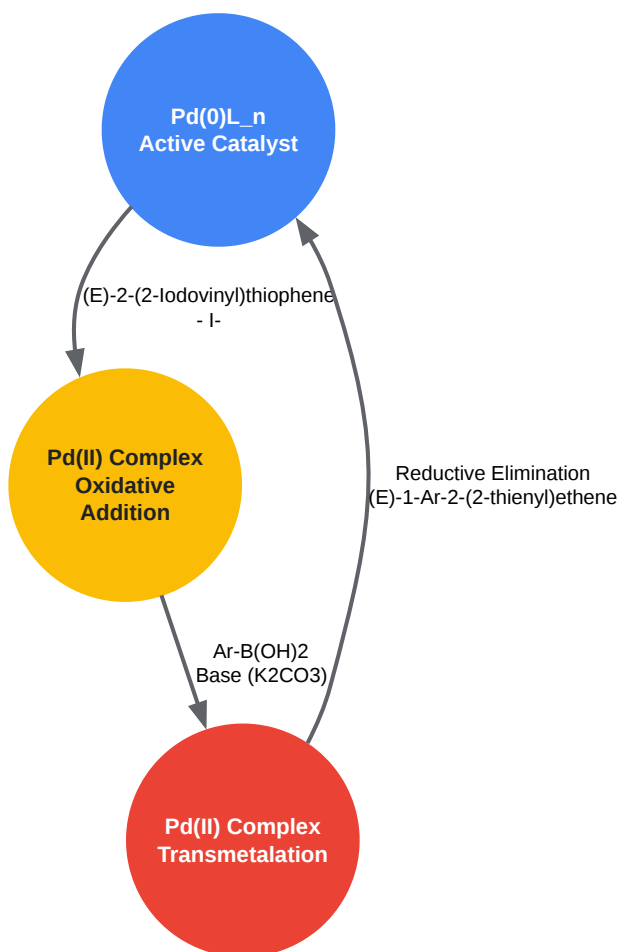 Pd(0)L_n
Active Catalyst
(E)-2-(2-Iodovinyl)thiophene
- I-
Pd(II) Complex
Oxidative
Addition
Reductive Elimination
(E)-1-Ar-2-(2-thienyl)ethene
Ar-B(OH)2
Base (K2CO3)
Pd(II) Complex
Transmetalation